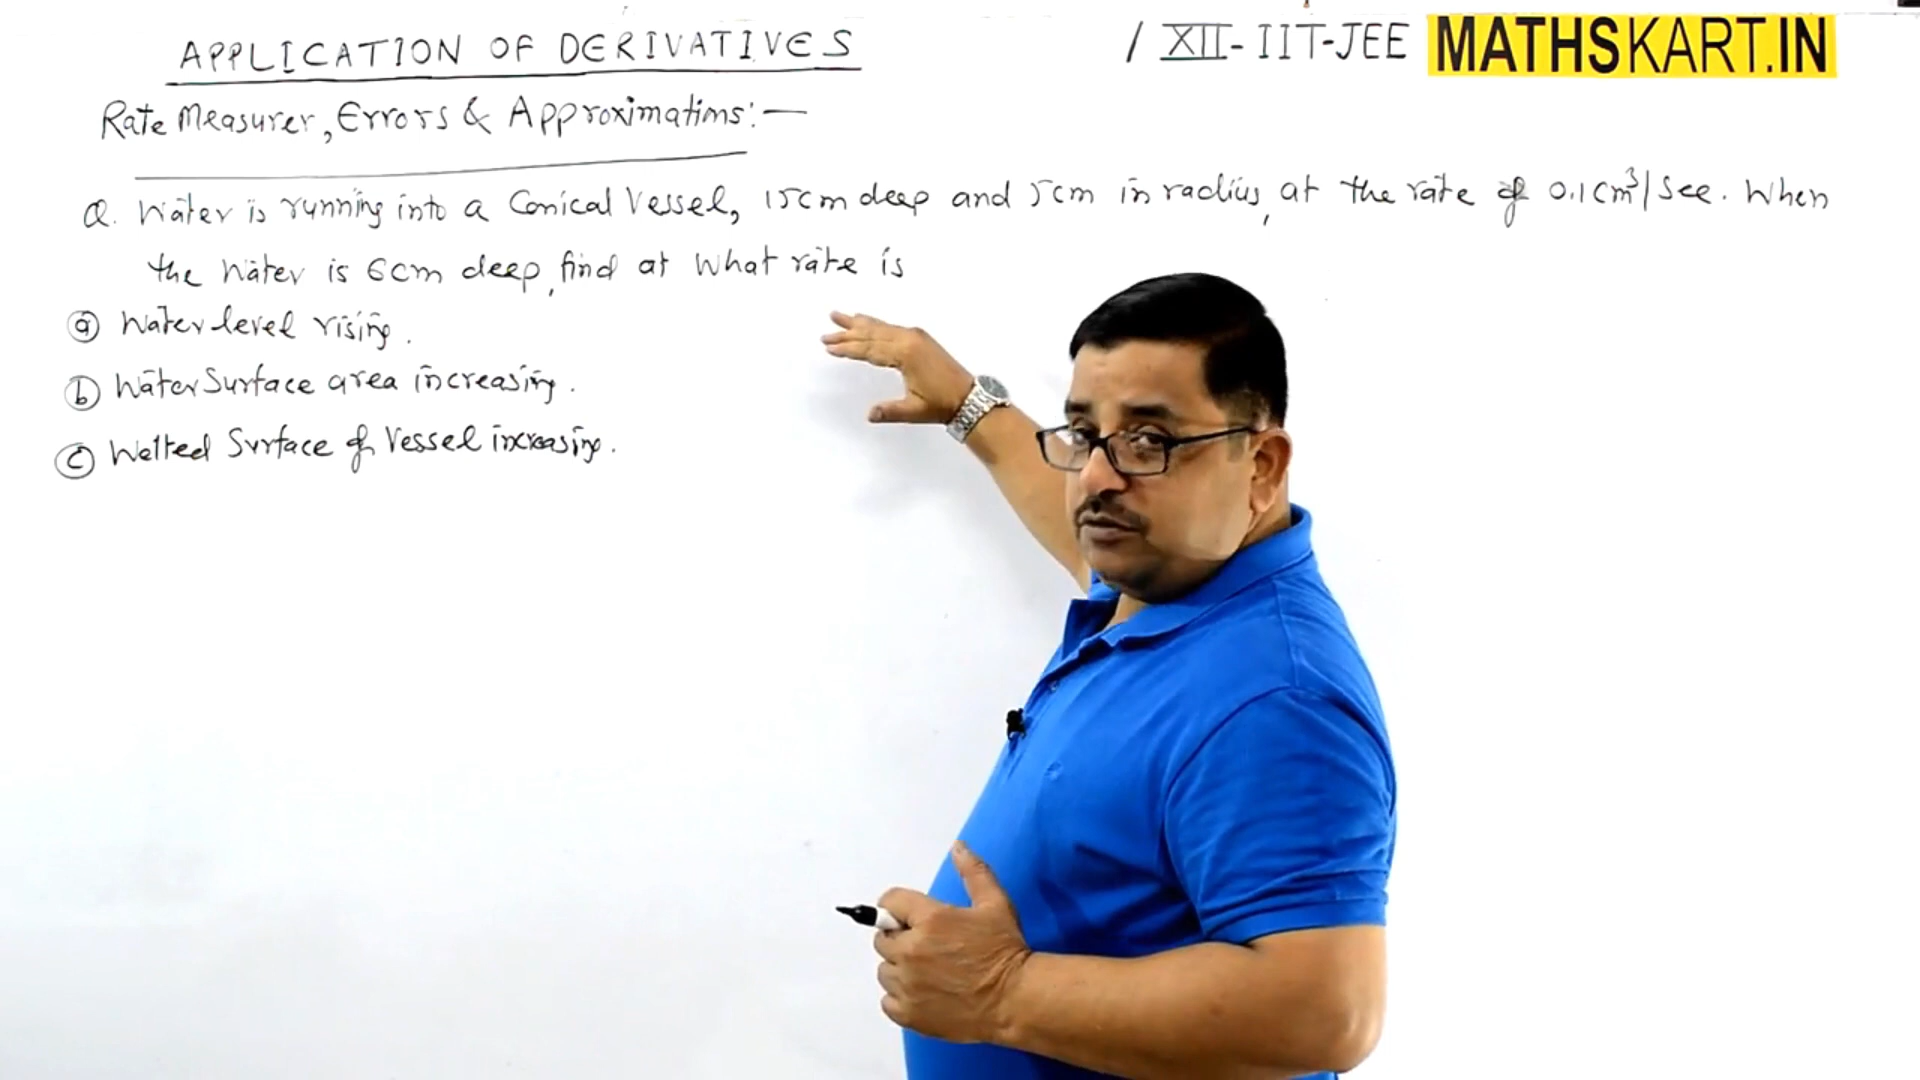 APPLICATION OF DERIVATIVES / XII-IIT-JEE MATHSKART.IN
Rate Measurer, Errors & Approximations:—
Q. Water is running into a Conical Vessel, 15cm deep and 5cm in radius, at the rate of 0.1cm³/Sec. When
the Water is 6cm deep, find at What rate is
(a) Water level rising.
(b) Water Surface area increasing.
(c) Wetted Surface of Vessel increasing.